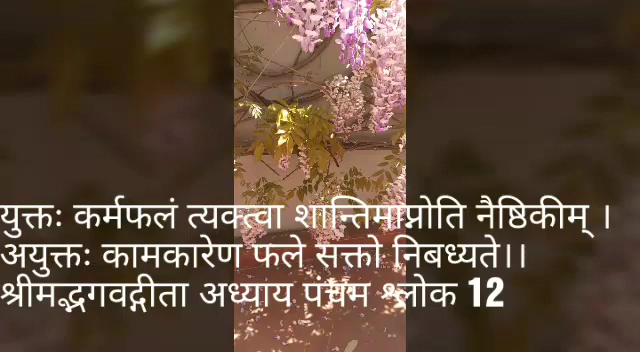 युक्तः कर्मफलं त्यक्त्वा शान्तिमाप्नोति नैष्ठिकीम् ।
अयुक्तः कामकारेण फले सक्तो निबध्यते।।
श्रीमद्भगवद्गीता अध्याय पंचम श्लोक 12